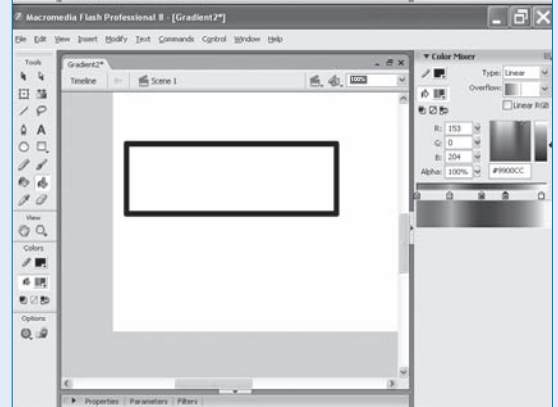 Macromedia Flash Professional 8 - [Gradient2*]
File Edit View Insert Modify Text Commands Control Window Help
Tools
View
Colors
Options
Gradient2*
Timeline
Scene 1
100%
Properties Parameters Filters
Color Mixer
Type: Linear
Overflow:
Linear RGB
R: 153
G: 0
B: 204
Alpha: 100% #9900CC